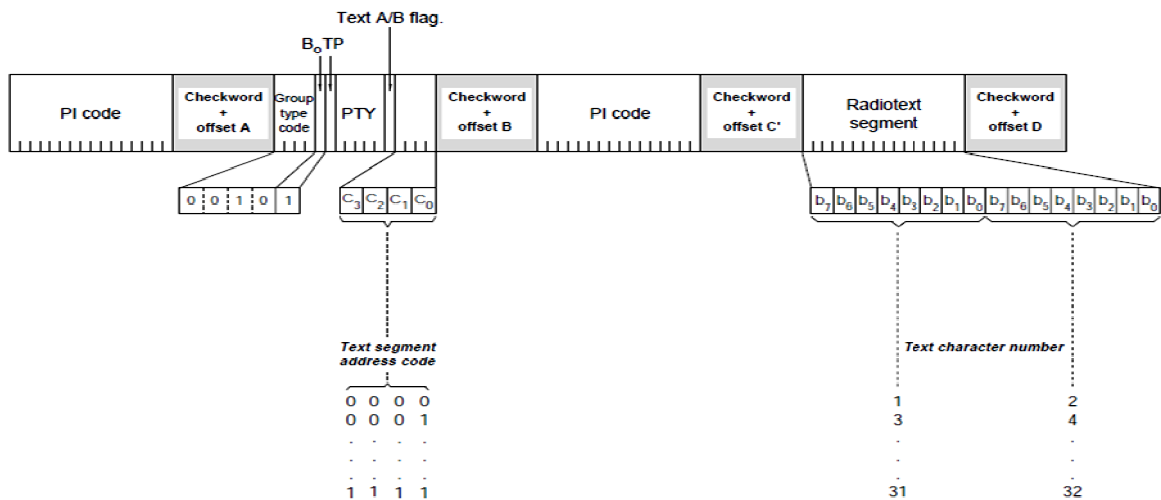 Text A/B flag.
BₒTP
PI code
Checkword
+
offset A
Group
type
code
PTY
Checkword
+
offset B
PI code
Checkword
+
offset C'
Radiotext
segment
Checkword
+
offset D
0 0 1 0 1
C₃ C₂ C₁ C₀
b₇ b₆ b₅ b₄ b₃ b₂ b₁ b₀ b₇ b₆ b₅ b₄ b₃ b₂ b₁ b₀
Text segment
address code
Text character number
0 0 0 0 1 2
0 0 0 1 3 4
. . . . . .
. . . . . .
1 1 1 1 31 32